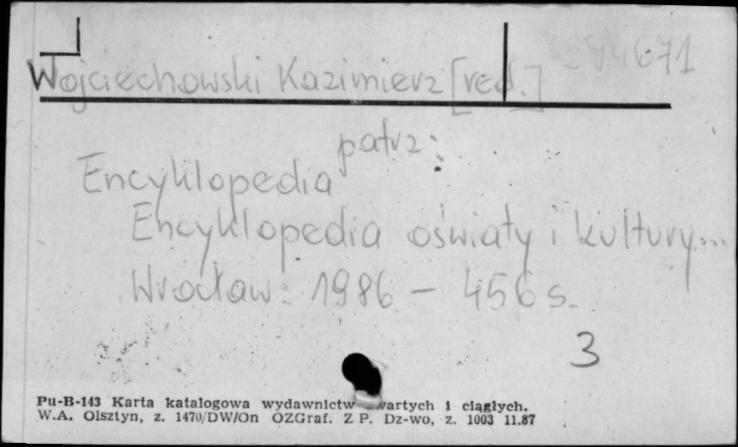 Wojciechowski Kazimierz [red.] 294671
patrz:
Encyklopedia
Encyklopedia oświaty i kultury...
Wrocław: 1986 - 456 s.
3
Pu-B-143 Karta katalogowa wydawnictw zwartych i ciągłych.
W.A. Olsztyn, z. 1470/DW/On OZGraf. Z P. Dz-wo, z. 1003 11.87